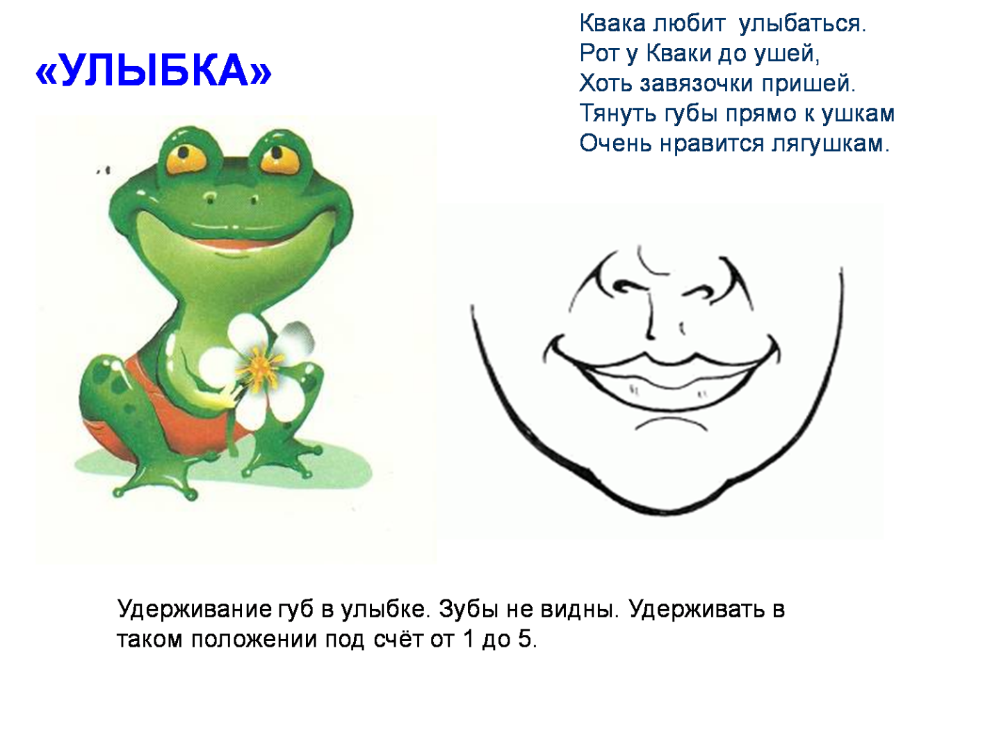 «УЛЫБКА»
Квака любит  улыбаться.
Рот у Кваки до ушей,
Хоть завязочки пришей.
Тянуть губы прямо к ушкам
Очень нравится лягушкам.
Удерживание губ в улыбке. Зубы не видны. Удерживать в
таком положении под счёт от 1 до 5.